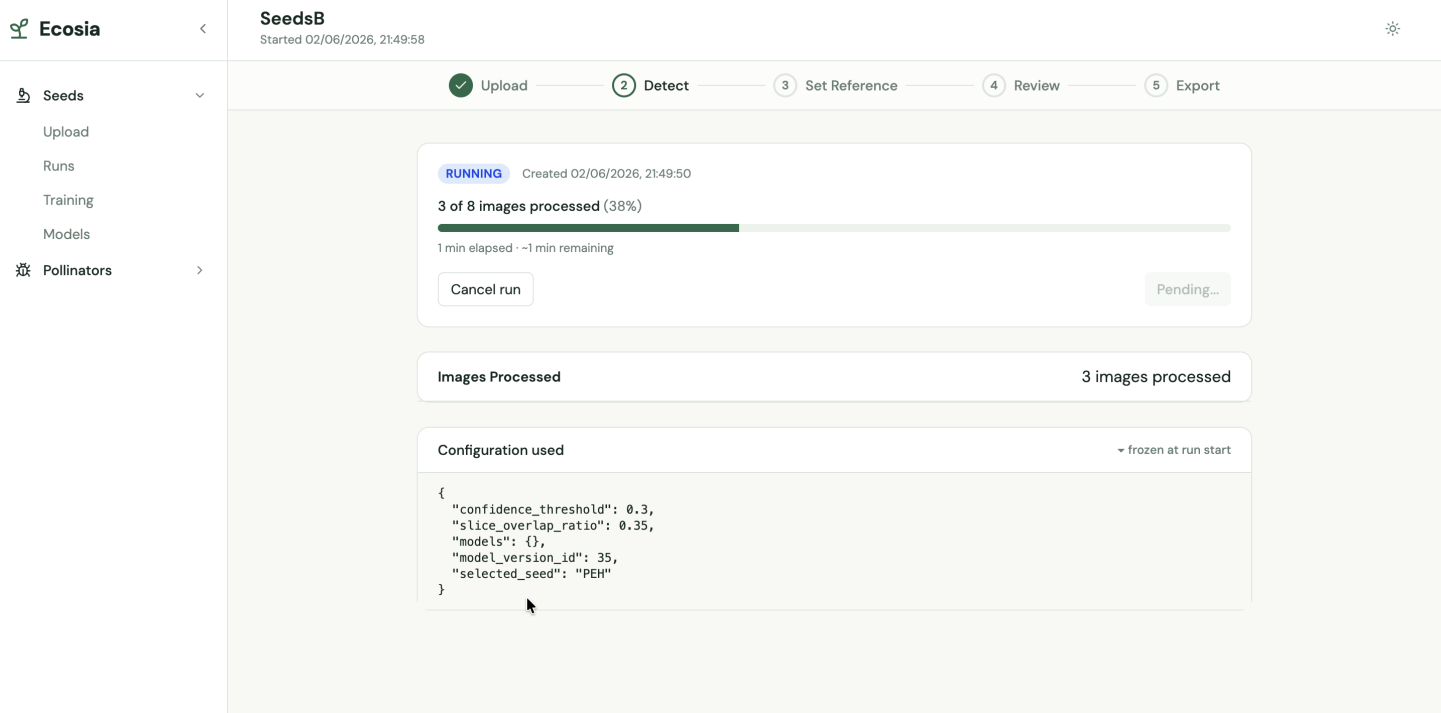 Ecosia
Seeds
Upload
Runs
Training
Models
Pollinators
SeedsB
Started 02/06/2026, 21:49:58
Upload
2 Detect
3 Set Reference
4 Review
5 Export
RUNNING Created 02/06/2026, 21:49:50
3 of 8 images processed (38%)
1 min elapsed · ~1 min remaining
Cancel run
Pending...
Images Processed 3 images processed
Configuration used frozen at run start
{
  "confidence_threshold": 0.3,
  "slice_overlap_ratio": 0.35,
  "models": {},
  "model_version_id": 35,
  "selected_seed": "PEH"
}